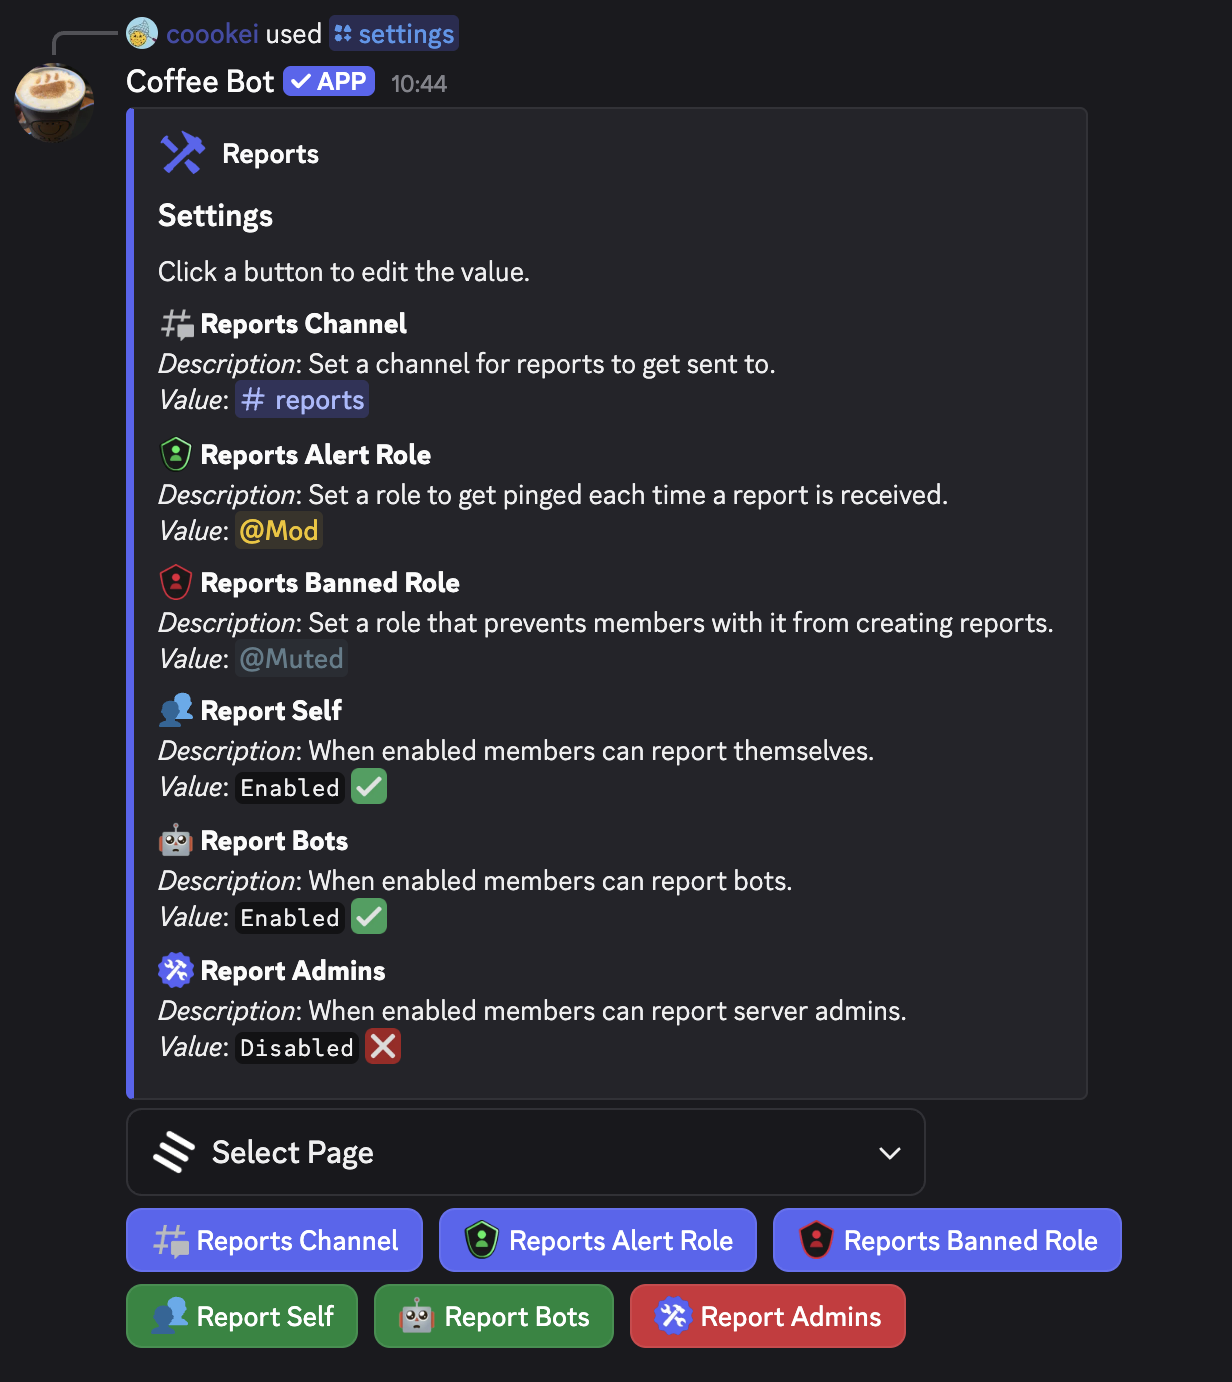 coookei used settings
Coffee Bot APP 10:44
Reports
Settings
Click a button to edit the value.
Reports Channel
Description: Set a channel for reports to get sent to.
Value: # reports
Reports Alert Role
Description: Set a role to get pinged each time a report is received.
Value: @Mod
Reports Banned Role
Description: Set a role that prevents members with it from creating reports.
Value: @Muted
Report Self
Description: When enabled members can report themselves.
Value: Enabled
Report Bots
Description: When enabled members can report bots.
Value: Enabled
Report Admins
Description: When enabled members can report server admins.
Value: Disabled
Select Page
Reports Channel Reports Alert Role Reports Banned Role
Report Self Report Bots Report Admins